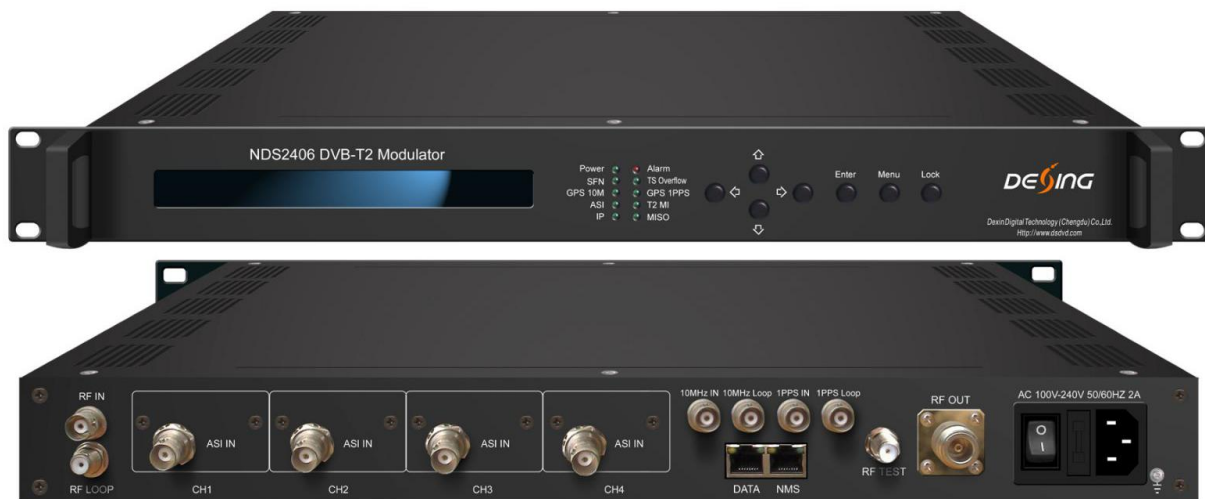 NDS2406 DVB-T2 Modulator
Power Alarm
SFN TS Overflow
GPS 10M GPS 1PPS
ASI T2 MI
IP MISO
Enter Menu Lock
DESING
Dexin Digital Technology (Chengdu) Co.,Ltd.
Http://www.dsdvd.com
RF IN
RF LOOP
ASI IN
CH1
ASI IN
CH2
ASI IN
CH3
ASI IN
CH4
10MHz IN 10MHz Loop 1PPS IN 1PPS Loop
DATA NMS
RF TEST
RF OUT
AC 100V-240V 50/60HZ 2A
O
I